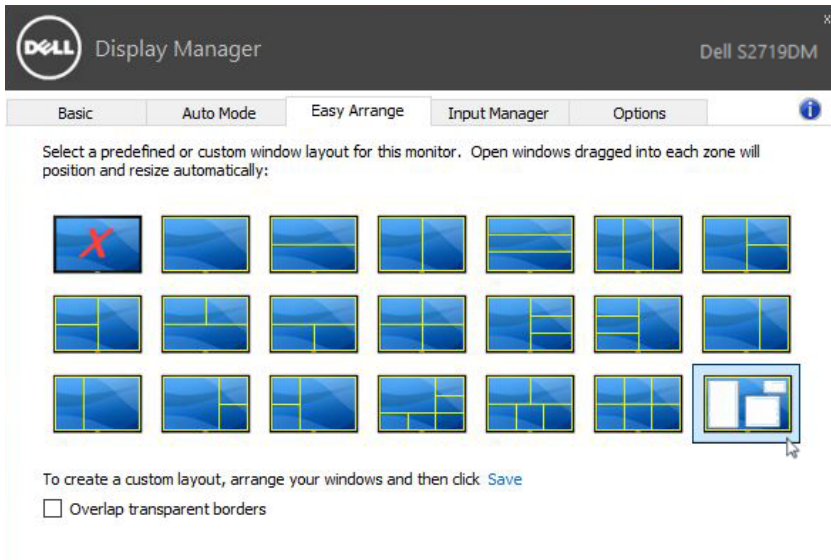 x
DELL Display Manager Dell S2719DM
Basic Auto Mode Easy Arrange Input Manager Options i
Select a predefined or custom window layout for this monitor. Open windows dragged into each zone will
position and resize automatically:
X
To create a custom layout, arrange your windows and then click Save
Overlap transparent borders